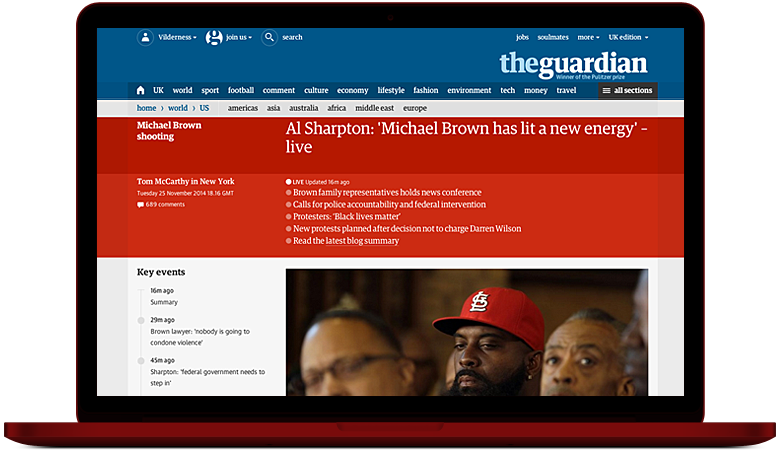 Vilderness
join us
search
jobs
soulmates
more
UK edition
theguardian
Winner of the Pulitzer prize
UK world sport football comment culture economy lifestyle fashion environment tech money travel
all sections
home › world › US
americas asia australia africa middle east europe
Michael Brown
shooting
Al Sharpton: 'Michael Brown has lit a new energy' –
live
Tom McCarthy in New York
Tuesday 25 November 2014 18.16 GMT
689 comments
LIVE Updated 16m ago
Brown family representatives holds news conference
Calls for police accountability and federal intervention
Protesters: 'Black lives matter'
New protests planned after decision not to charge Darren Wilson
Read the latest blog summary
Key events
16m ago
Summary
29m ago
Brown lawyer: 'nobody is going to
condone violence'
45m ago
Sharpton: 'federal government needs to
step in'
STL